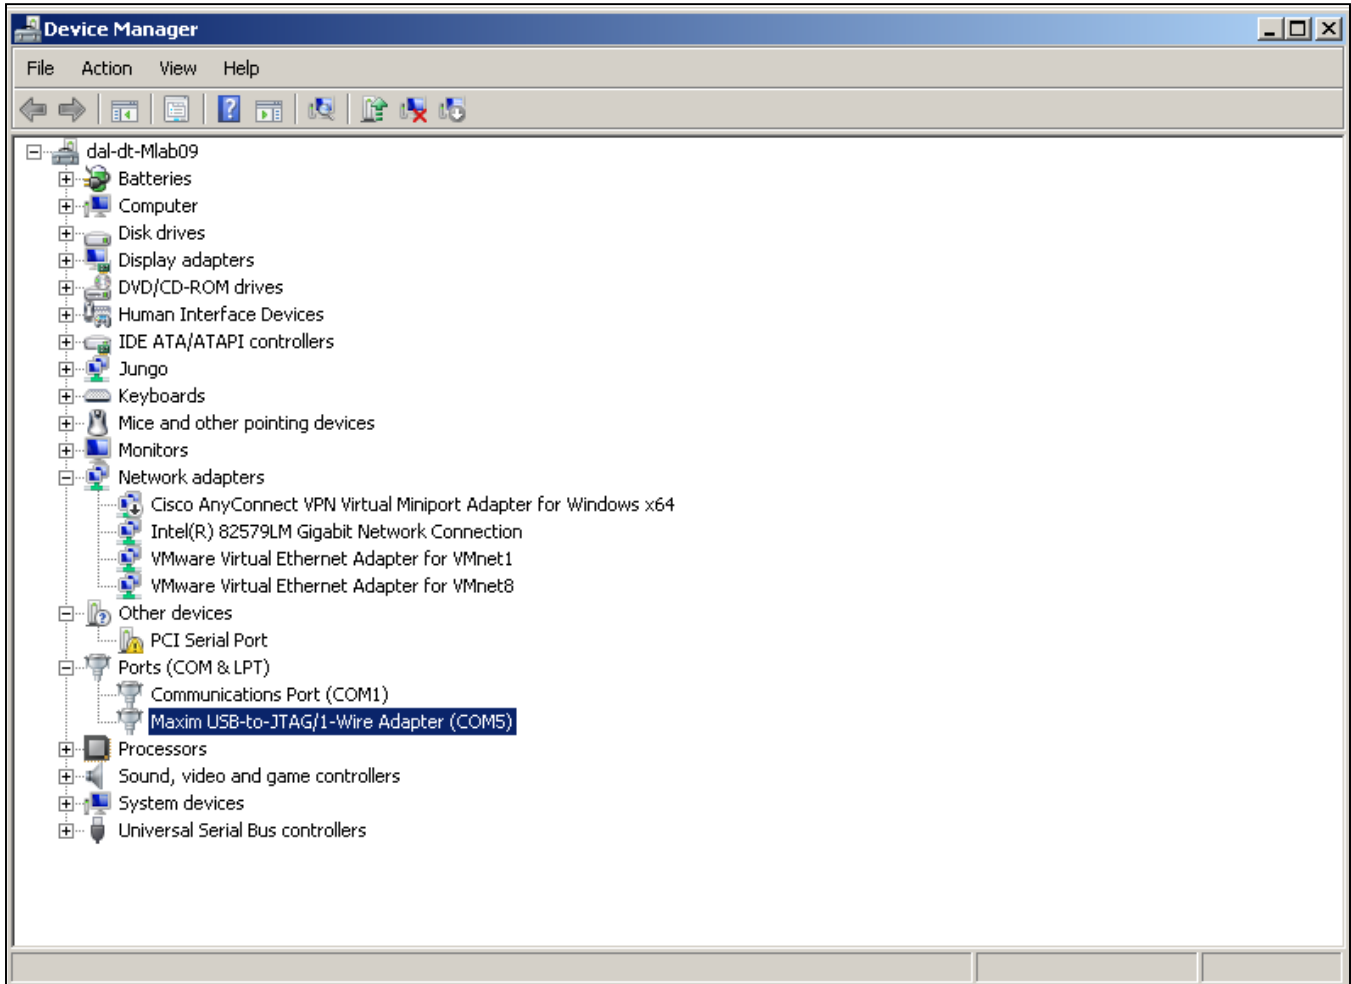 Device Manager
File Action View Help
dal-dt-Mlab09
Batteries
Computer
Disk drives
Display adapters
DVD/CD-ROM drives
Human Interface Devices
IDE ATA/ATAPI controllers
Jungo
Keyboards
Mice and other pointing devices
Monitors
Network adapters
Cisco AnyConnect VPN Virtual Miniport Adapter for Windows x64
Intel(R) 82579LM Gigabit Network Connection
VMware Virtual Ethernet Adapter for VMnet1
VMware Virtual Ethernet Adapter for VMnet8
Other devices
PCI Serial Port
Ports (COM & LPT)
Communications Port (COM1)
Maxim USB-to-JTAG/1-Wire Adapter (COM5)
Processors
Sound, video and game controllers
System devices
Universal Serial Bus controllers